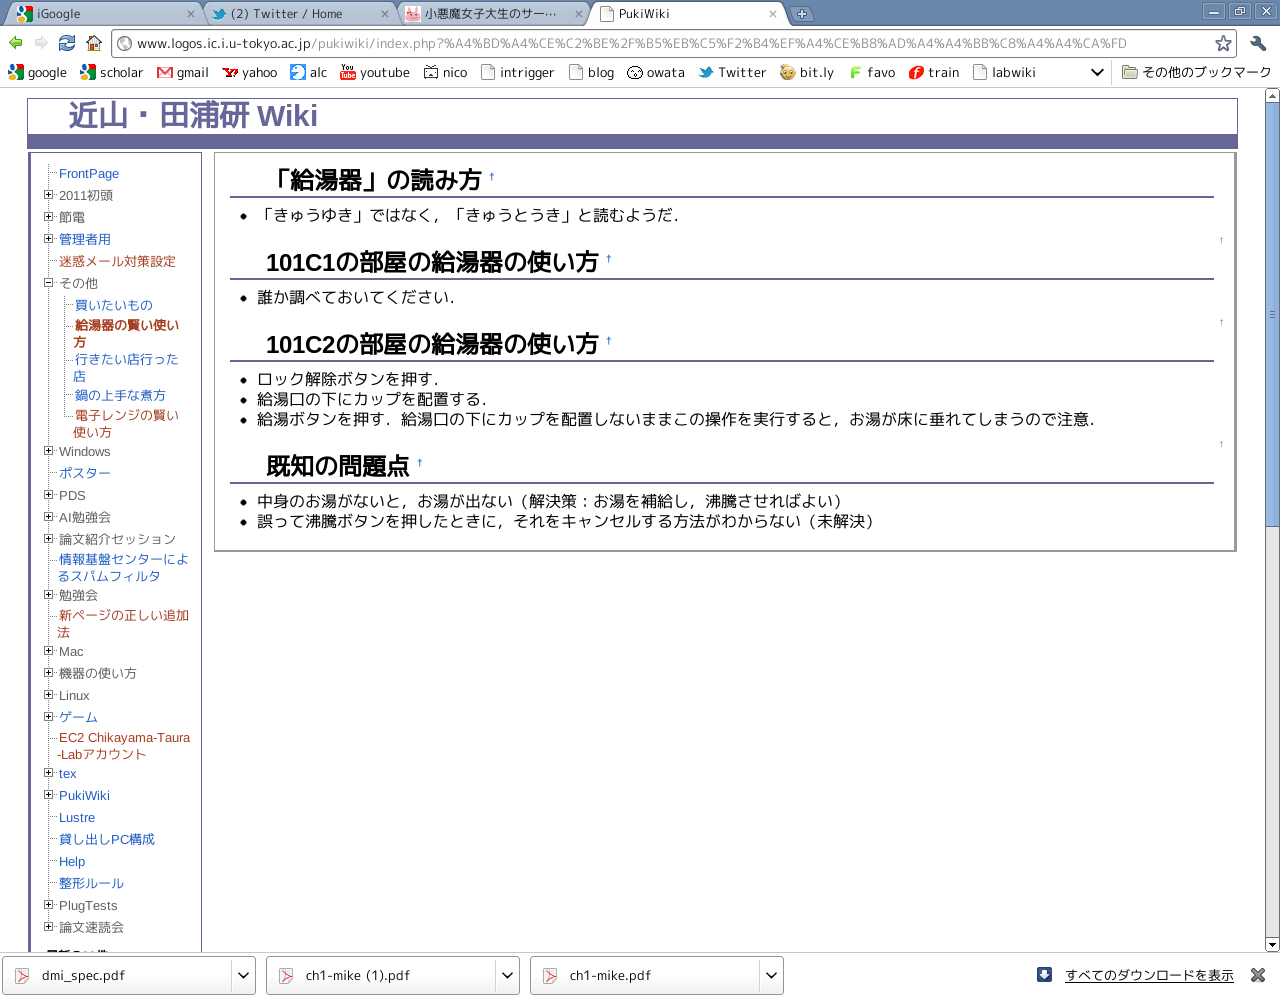 iGoogle
(2) Twitter / Home
小悪魔女子大生のサー…
PukiWiki
www.logos.ic.i.u-tokyo.ac.jp/pukiwiki/index.php?%A4%BD%A4%CE%C2%BE%2F%B5%EB%C5%F2%B4%EF%A4%CE%B8%AD%A4%A4%BB%C8%A4%A4%CA%FD
google
scholar
gmail
yahoo
alc
youtube
nico
intrigger
blog
owata
Twitter
bit.ly
favo
train
labwiki
その他のブックマーク
近山・田浦研 Wiki
FrontPage
2011初頭
節電
管理者用
迷惑メール対策設定
その他
買いたいもの
給湯器の賢い使い
方
行きたい店行った
店
鍋の上手な煮方
電子レンジの賢い
使い方
Windows
ポスター
PDS
AI勉強会
論文紹介セッション
情報基盤センターによ
るスパムフィルタ
勉強会
新ページの正しい追加
法
Mac
機器の使い方
Linux
ゲーム
EC2 Chikayama-Taura
-Labアカウント
tex
PukiWiki
Lustre
貸し出しPC構成
Help
整形ルール
PlugTests
論文速読会
「給湯器」の読み方 †
「きゅうゆき」ではなく，「きゅうとうき」と読むようだ．
↑
101C1の部屋の給湯器の使い方 †
誰か調べておいてください．
↑
101C2の部屋の給湯器の使い方 †
ロック解除ボタンを押す．
給湯口の下にカップを配置する．
給湯ボタンを押す．給湯口の下にカップを配置しないままこの操作を実行すると，お湯が床に垂れてしまうので注意．
↑
既知の問題点 †
中身のお湯がないと，お湯が出ない（解決策：お湯を補給し，沸騰させればよい）
誤って沸騰ボタンを押したときに，それをキャンセルする方法がわからない（未解決）
dmi_spec.pdf
ch1-mike (1).pdf
ch1-mike.pdf
すべてのダウンロードを表示